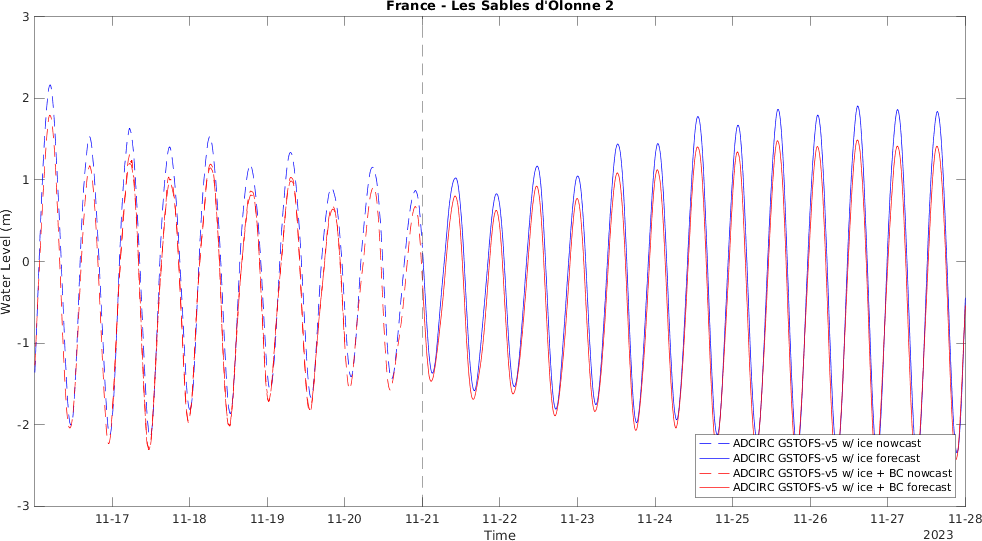 France - Les Sables d'Olonne 2
3
2
1
0
-1
-2
-3
Water Level (m)
ADCIRC GSTOFS-v5 w/ ice nowcast
ADCIRC GSTOFS-v5 w/ ice forecast
ADCIRC GSTOFS-v5 w/ ice + BC nowcast
ADCIRC GSTOFS-v5 w/ ice + BC forecast
11-17 11-18 11-19 11-20 11-21 11-22 11-23 11-24 11-25 11-26 11-27 11-28
Time
2023